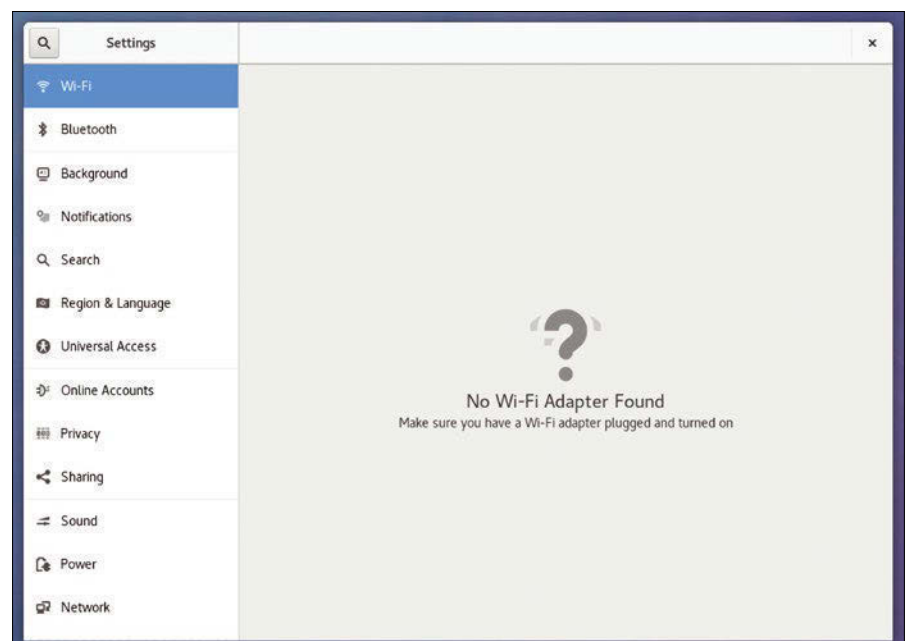 Settings
Wi-Fi
Bluetooth
Background
Notifications
Search
Region & Language
Universal Access
Online Accounts
Privacy
Sharing
Sound
Power
Network
No Wi-Fi Adapter Found
Make sure you have a Wi-Fi adapter plugged and turned on